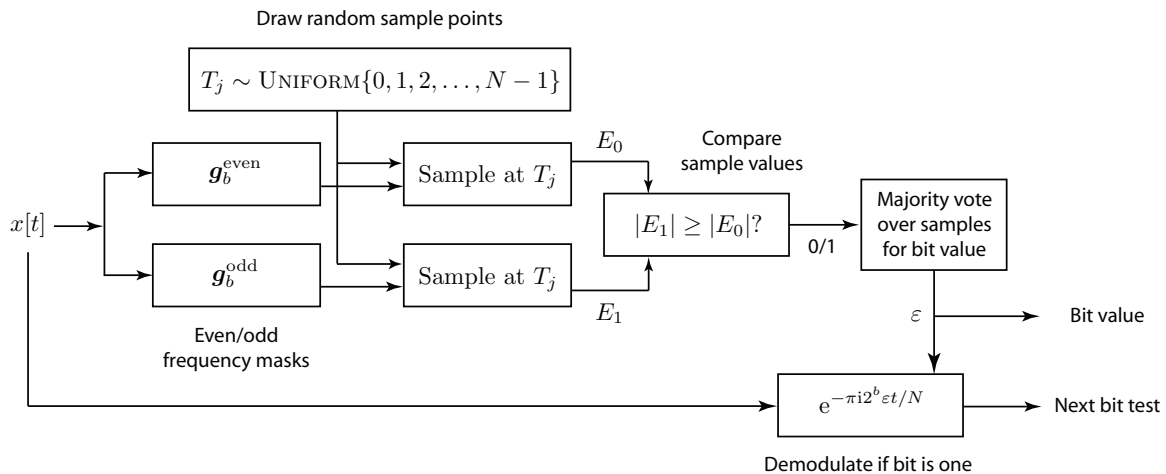 Draw random sample points
T_j ∼ UNIFORM{0, 1, 2, . . . , N − 1}
x[t]
g_b^even
g_b^odd
Even/odd
frequency masks
Sample at T_j
Sample at T_j
E_0
E_1
Compare
sample values
|E_1| ≥ |E_0|?
0/1
Majority vote
over samples
for bit value
ε
Bit value
e^{−πi2^b εt/N}
Next bit test
Demodulate if bit is one